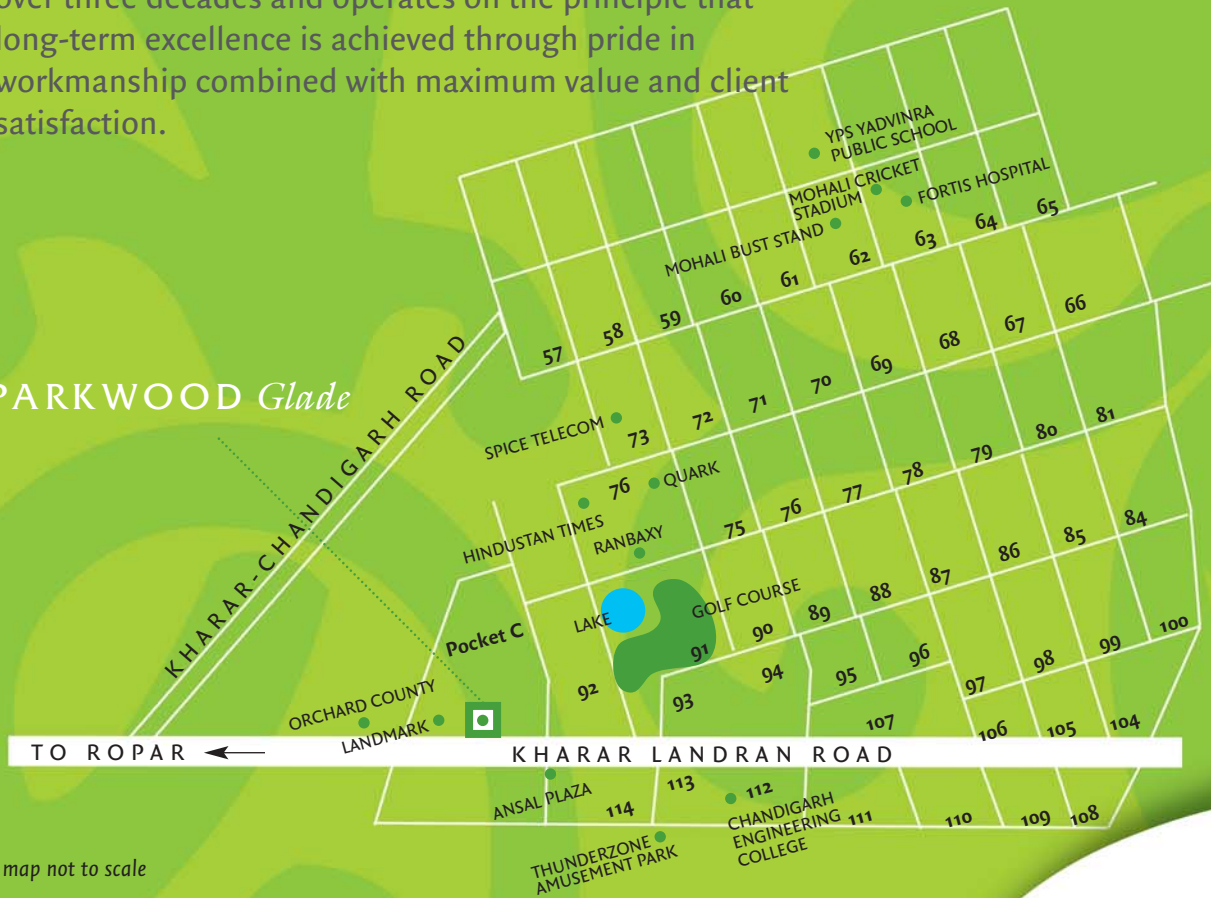 over three decades and operates on the principle that
long-term excellence is achieved through pride in
workmanship combined with maximum value and client
satisfaction.
YPS YADVINRA
PUBLIC SCHOOL
MOHALI CRICKET
STADIUM
FORTIS HOSPITAL
MOHALI BUST STAND
57
58
59
60
61
62
63
64
65
PARKWOOD Glade
KHARAR-CHANDIGARH ROAD
SPICE TELECOM
73
72
71
70
69
68
67
66
76
QUARK
HINDUSTAN TIMES
RANBAXY
75
76
77
78
79
80
81
LAKE
GOLF COURSE
Pocket C
91
90
89
88
87
86
85
84
92
93
94
95
96
97
98
99
100
ORCHARD COUNTY
LANDMARK
107
106
105
104
TO ROPAR
KHARAR LANDRAN ROAD
ANSAL PLAZA
114
113
112
CHANDIGARH
ENGINEERING
COLLEGE
111
110
109
108
THUNDERZONE
AMUSEMENT PARK
map not to scale